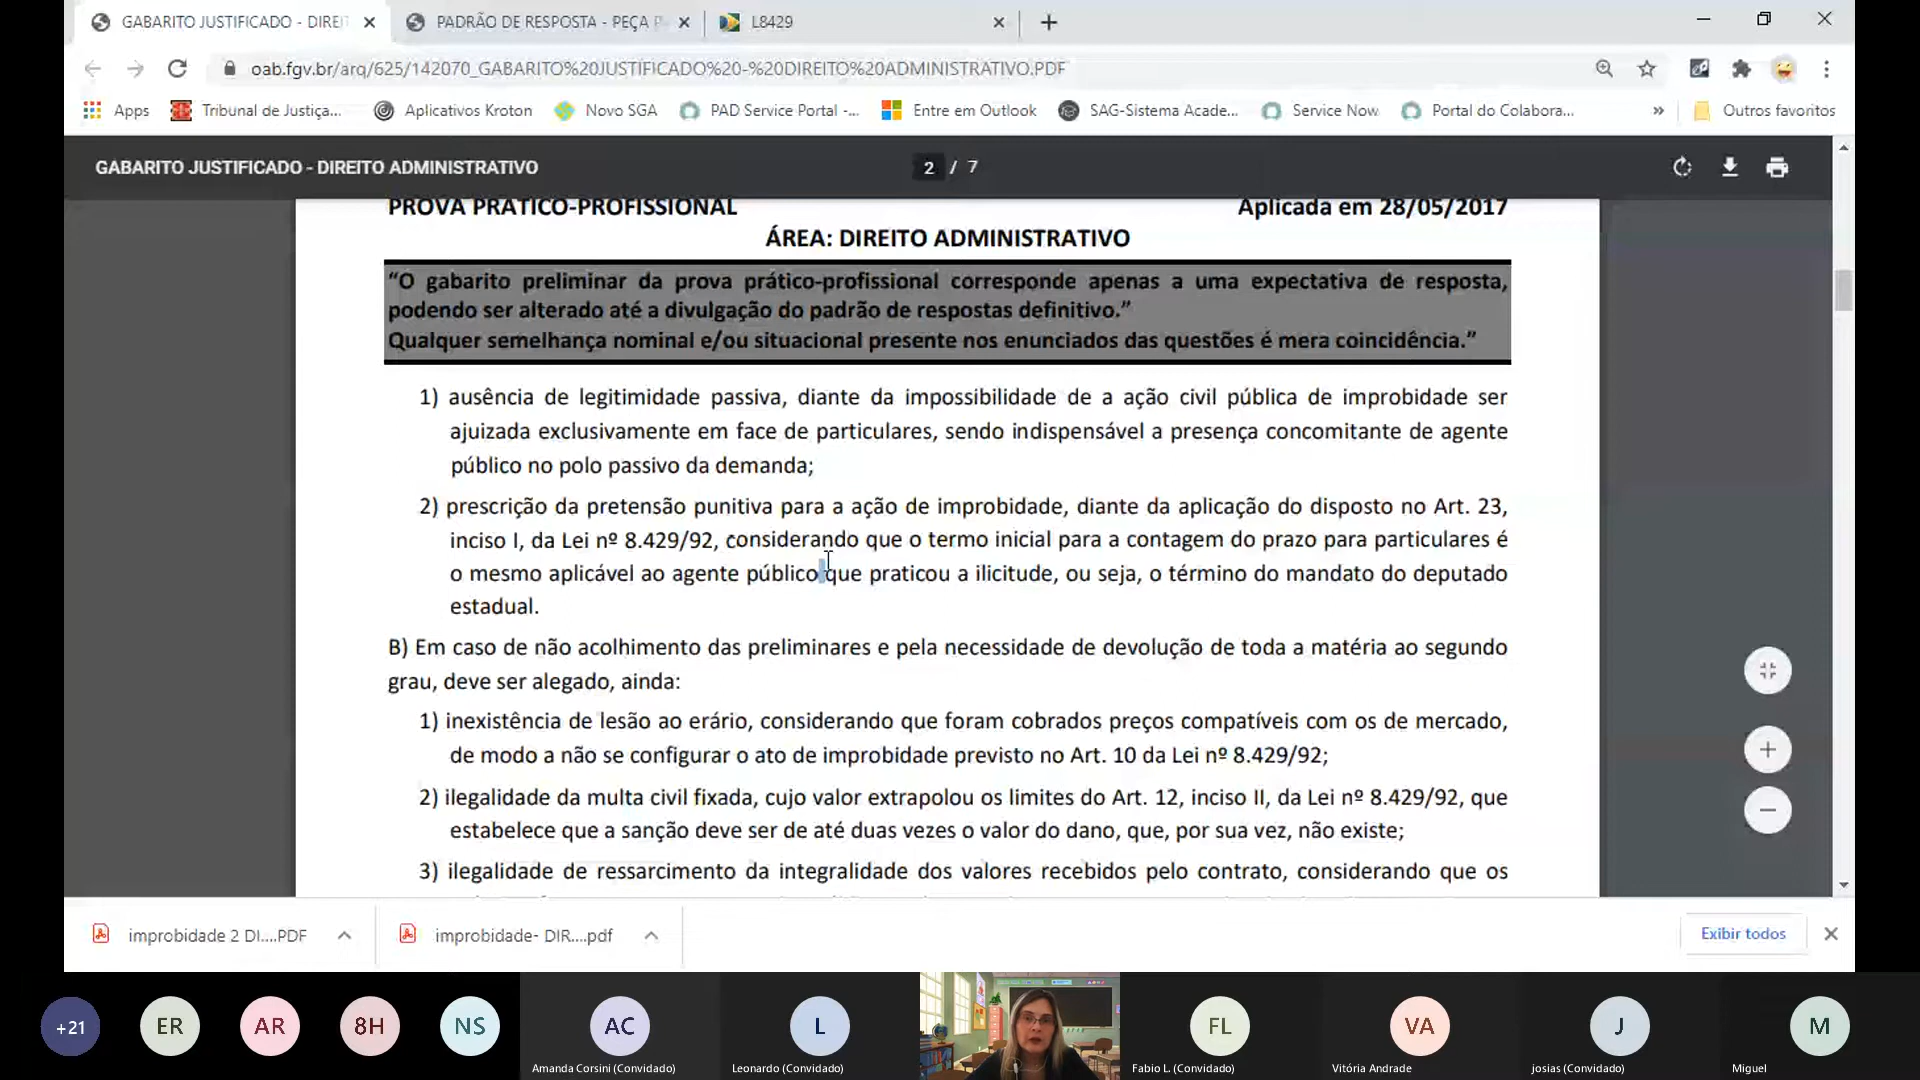 GABARITO JUSTIFICADO - DIREI
PADRÃO DE RESPOSTA - PEÇA P
L8429
oab.fgv.br/arq/625/142070_GABARITO%20JUSTIFICADO%20-%20DIREITO%20ADMINISTRATIVO.PDF
Apps
Tribunal de Justiça...
Aplicativos Kroton
Novo SGA
PAD Service Portal -...
Entre em Outlook
SAG-Sistema Acade...
Service Now
Portal do Colabora...
»
Outros favoritos
GABARITO JUSTIFICADO - DIREITO ADMINISTRATIVO
2 / 7
PROVA PRÁTICO-PROFISSIONAL
Aplicada em 28/05/2017
ÁREA: DIREITO ADMINISTRATIVO
“O gabarito preliminar da prova prático-profissional corresponde apenas a uma expectativa de resposta,
podendo ser alterado até a divulgação do padrão de respostas definitivo.”
Qualquer semelhança nominal e/ou situacional presente nos enunciados das questões é mera coincidência.”
1) ausência de legitimidade passiva, diante da impossibilidade de a ação civil pública de improbidade ser
ajuizada exclusivamente em face de particulares, sendo indispensável a presença concomitante de agente
público no polo passivo da demanda;
2) prescrição da pretensão punitiva para a ação de improbidade, diante da aplicação do disposto no Art. 23,
inciso I, da Lei nº 8.429/92, considerando que o termo inicial para a contagem do prazo para particulares é
o mesmo aplicável ao agente público que praticou a ilicitude, ou seja, o término do mandato do deputado
estadual.
B) Em caso de não acolhimento das preliminares e pela necessidade de devolução de toda a matéria ao segundo
grau, deve ser alegado, ainda:
1) inexistência de lesão ao erário, considerando que foram cobrados preços compatíveis com os de mercado,
de modo a não se configurar o ato de improbidade previsto no Art. 10 da Lei nº 8.429/92;
2) ilegalidade da multa civil fixada, cujo valor extrapolou os limites do Art. 12, inciso II, da Lei nº 8.429/92, que
estabelece que a sanção deve ser de até duas vezes o valor do dano, que, por sua vez, não existe;
3) ilegalidade de ressarcimento da integralidade dos valores recebidos pelo contrato, considerando que os
improbidade 2 DI....PDF
improbidade- DIR....pdf
Exibir todos
+21
ER
AR
8H
NS
AC
L
FL
VA
J
M
Amanda Corsini (Convidado)
Leonardo (Convidado)
Fabio L. (Convidado)
Vitória Andrade
josias (Convidado)
Miguel